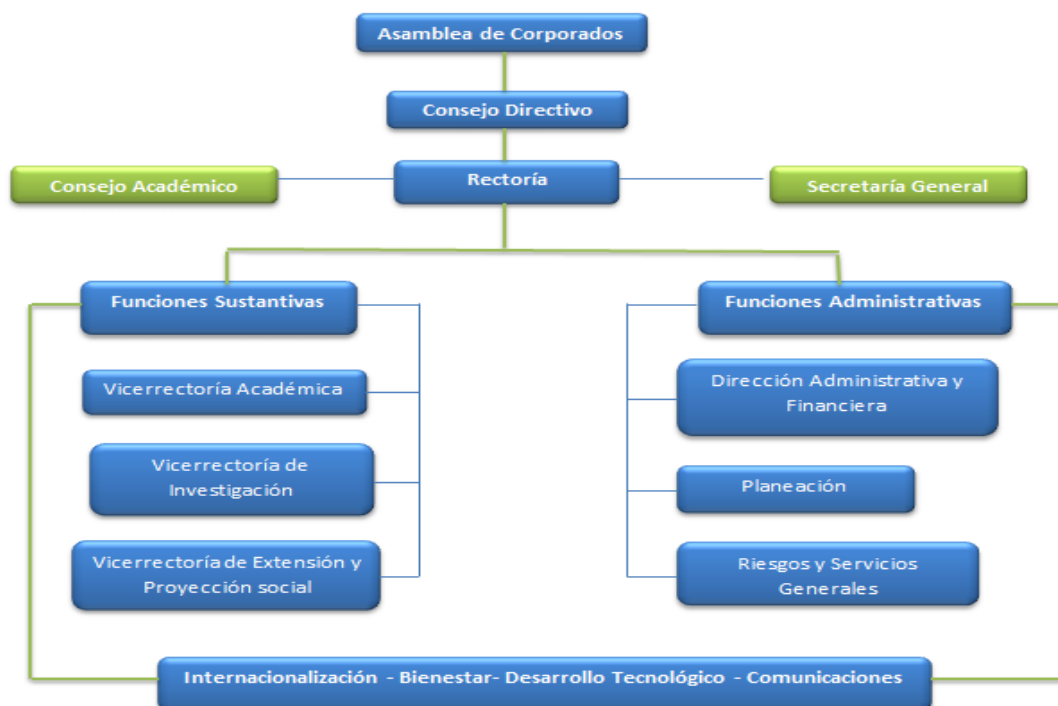 Asamblea de Corporados
Consejo Directivo
Consejo Académico
Rectoría
Secretaría General
Funciones Sustantivas
Funciones Administrativas
Vicerrectoría Académica
Dirección Administrativa y
Financiera
Vicerrectoría de
Investigación
Planeación
Vicerrectoría de Extensión y
Proyección social
Riesgos y Servicios
Generales
Internacionalización - Bienestar- Desarrollo Tecnológico - Comunicaciones